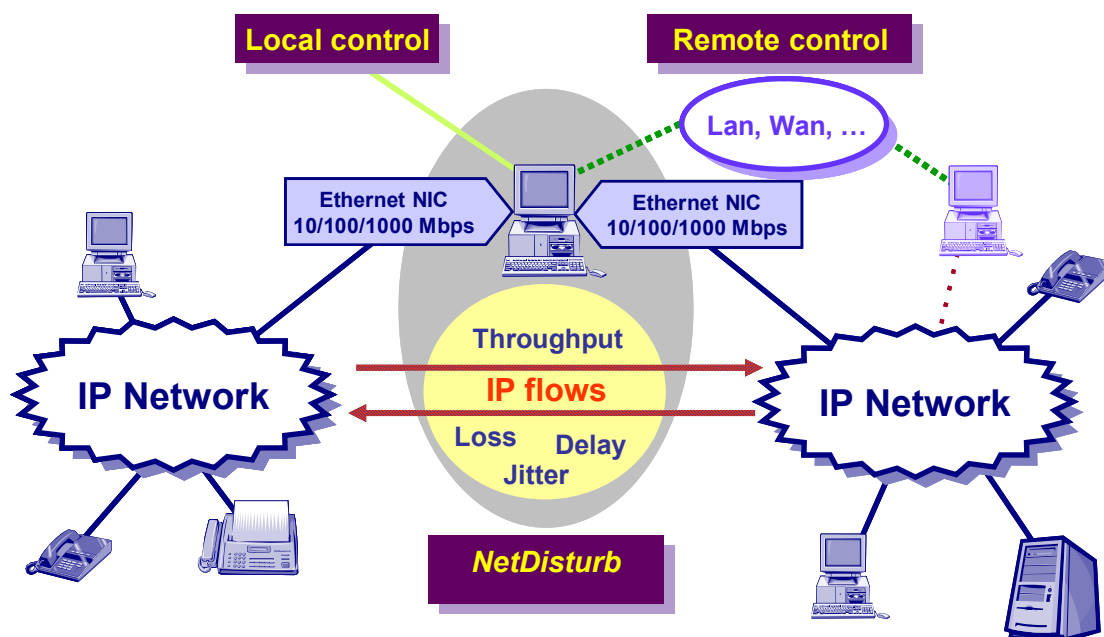 Local control
Remote control
Lan, Wan, …
Ethernet NIC
10/100/1000 Mbps
Ethernet NIC
10/100/1000 Mbps
Throughput
IP flows
IP Network
IP Network
Loss
Delay
Jitter
NetDisturb